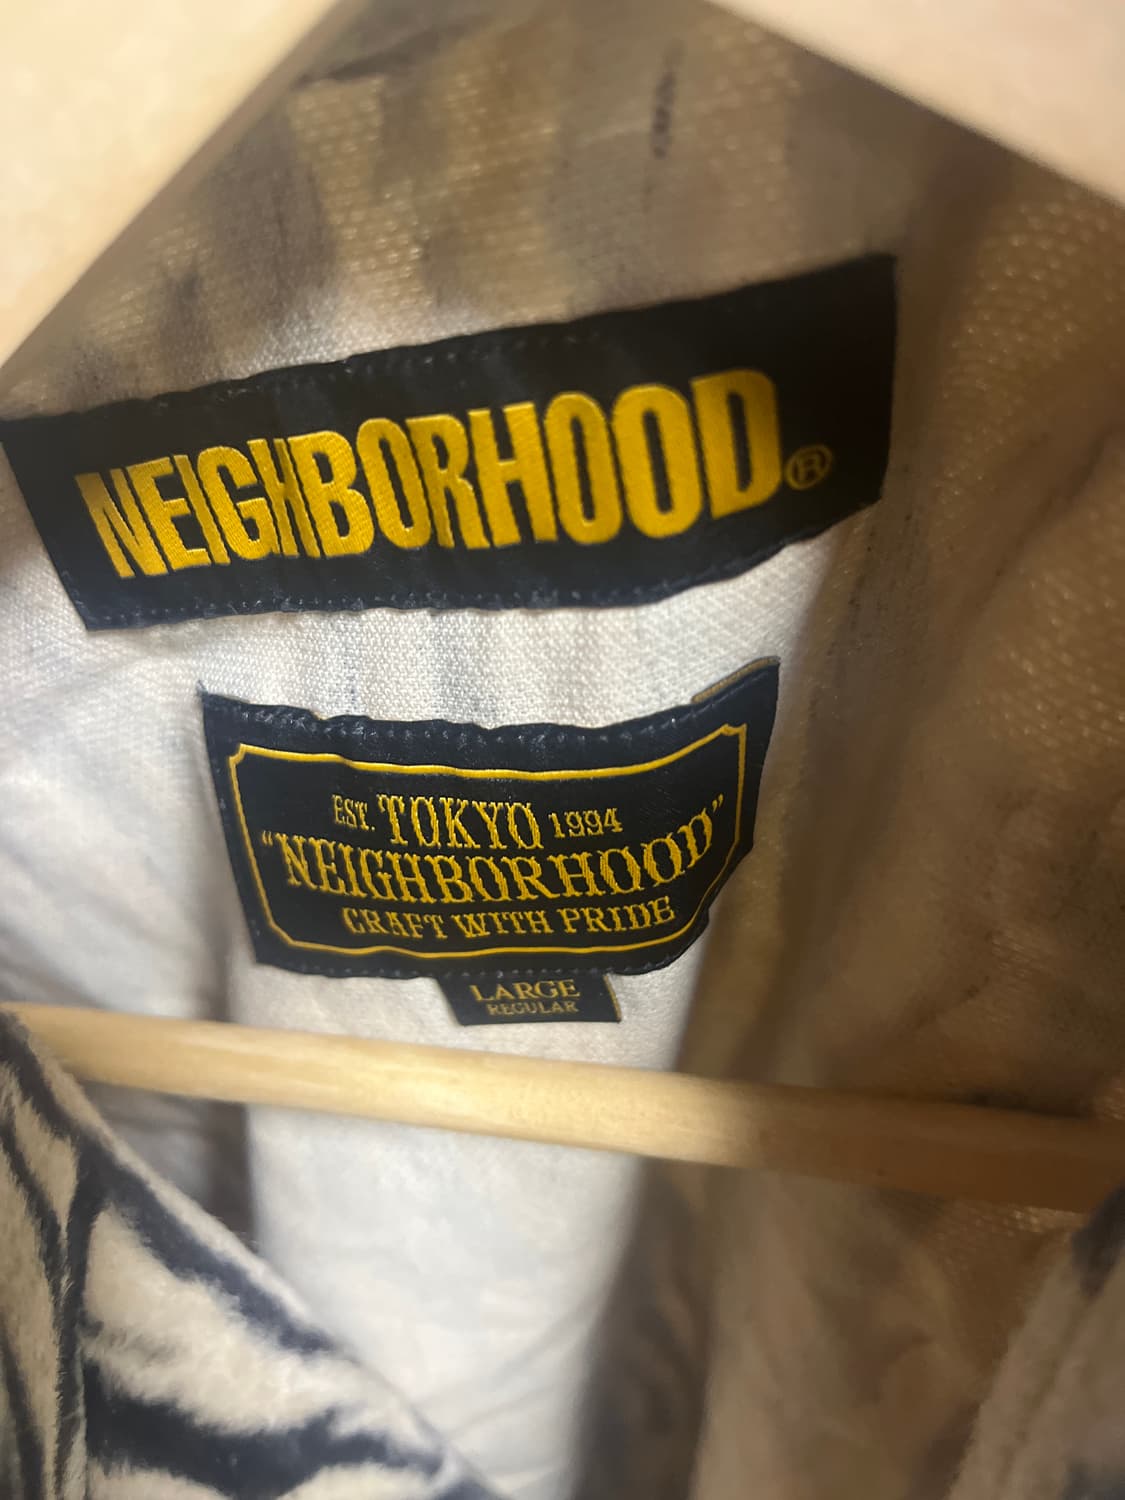 NEIGHBORHOOD®
EST. TOKYO 1994
"NEIGHBORHOOD"
CRAFT WITH PRIDE
LARGE
REGULAR